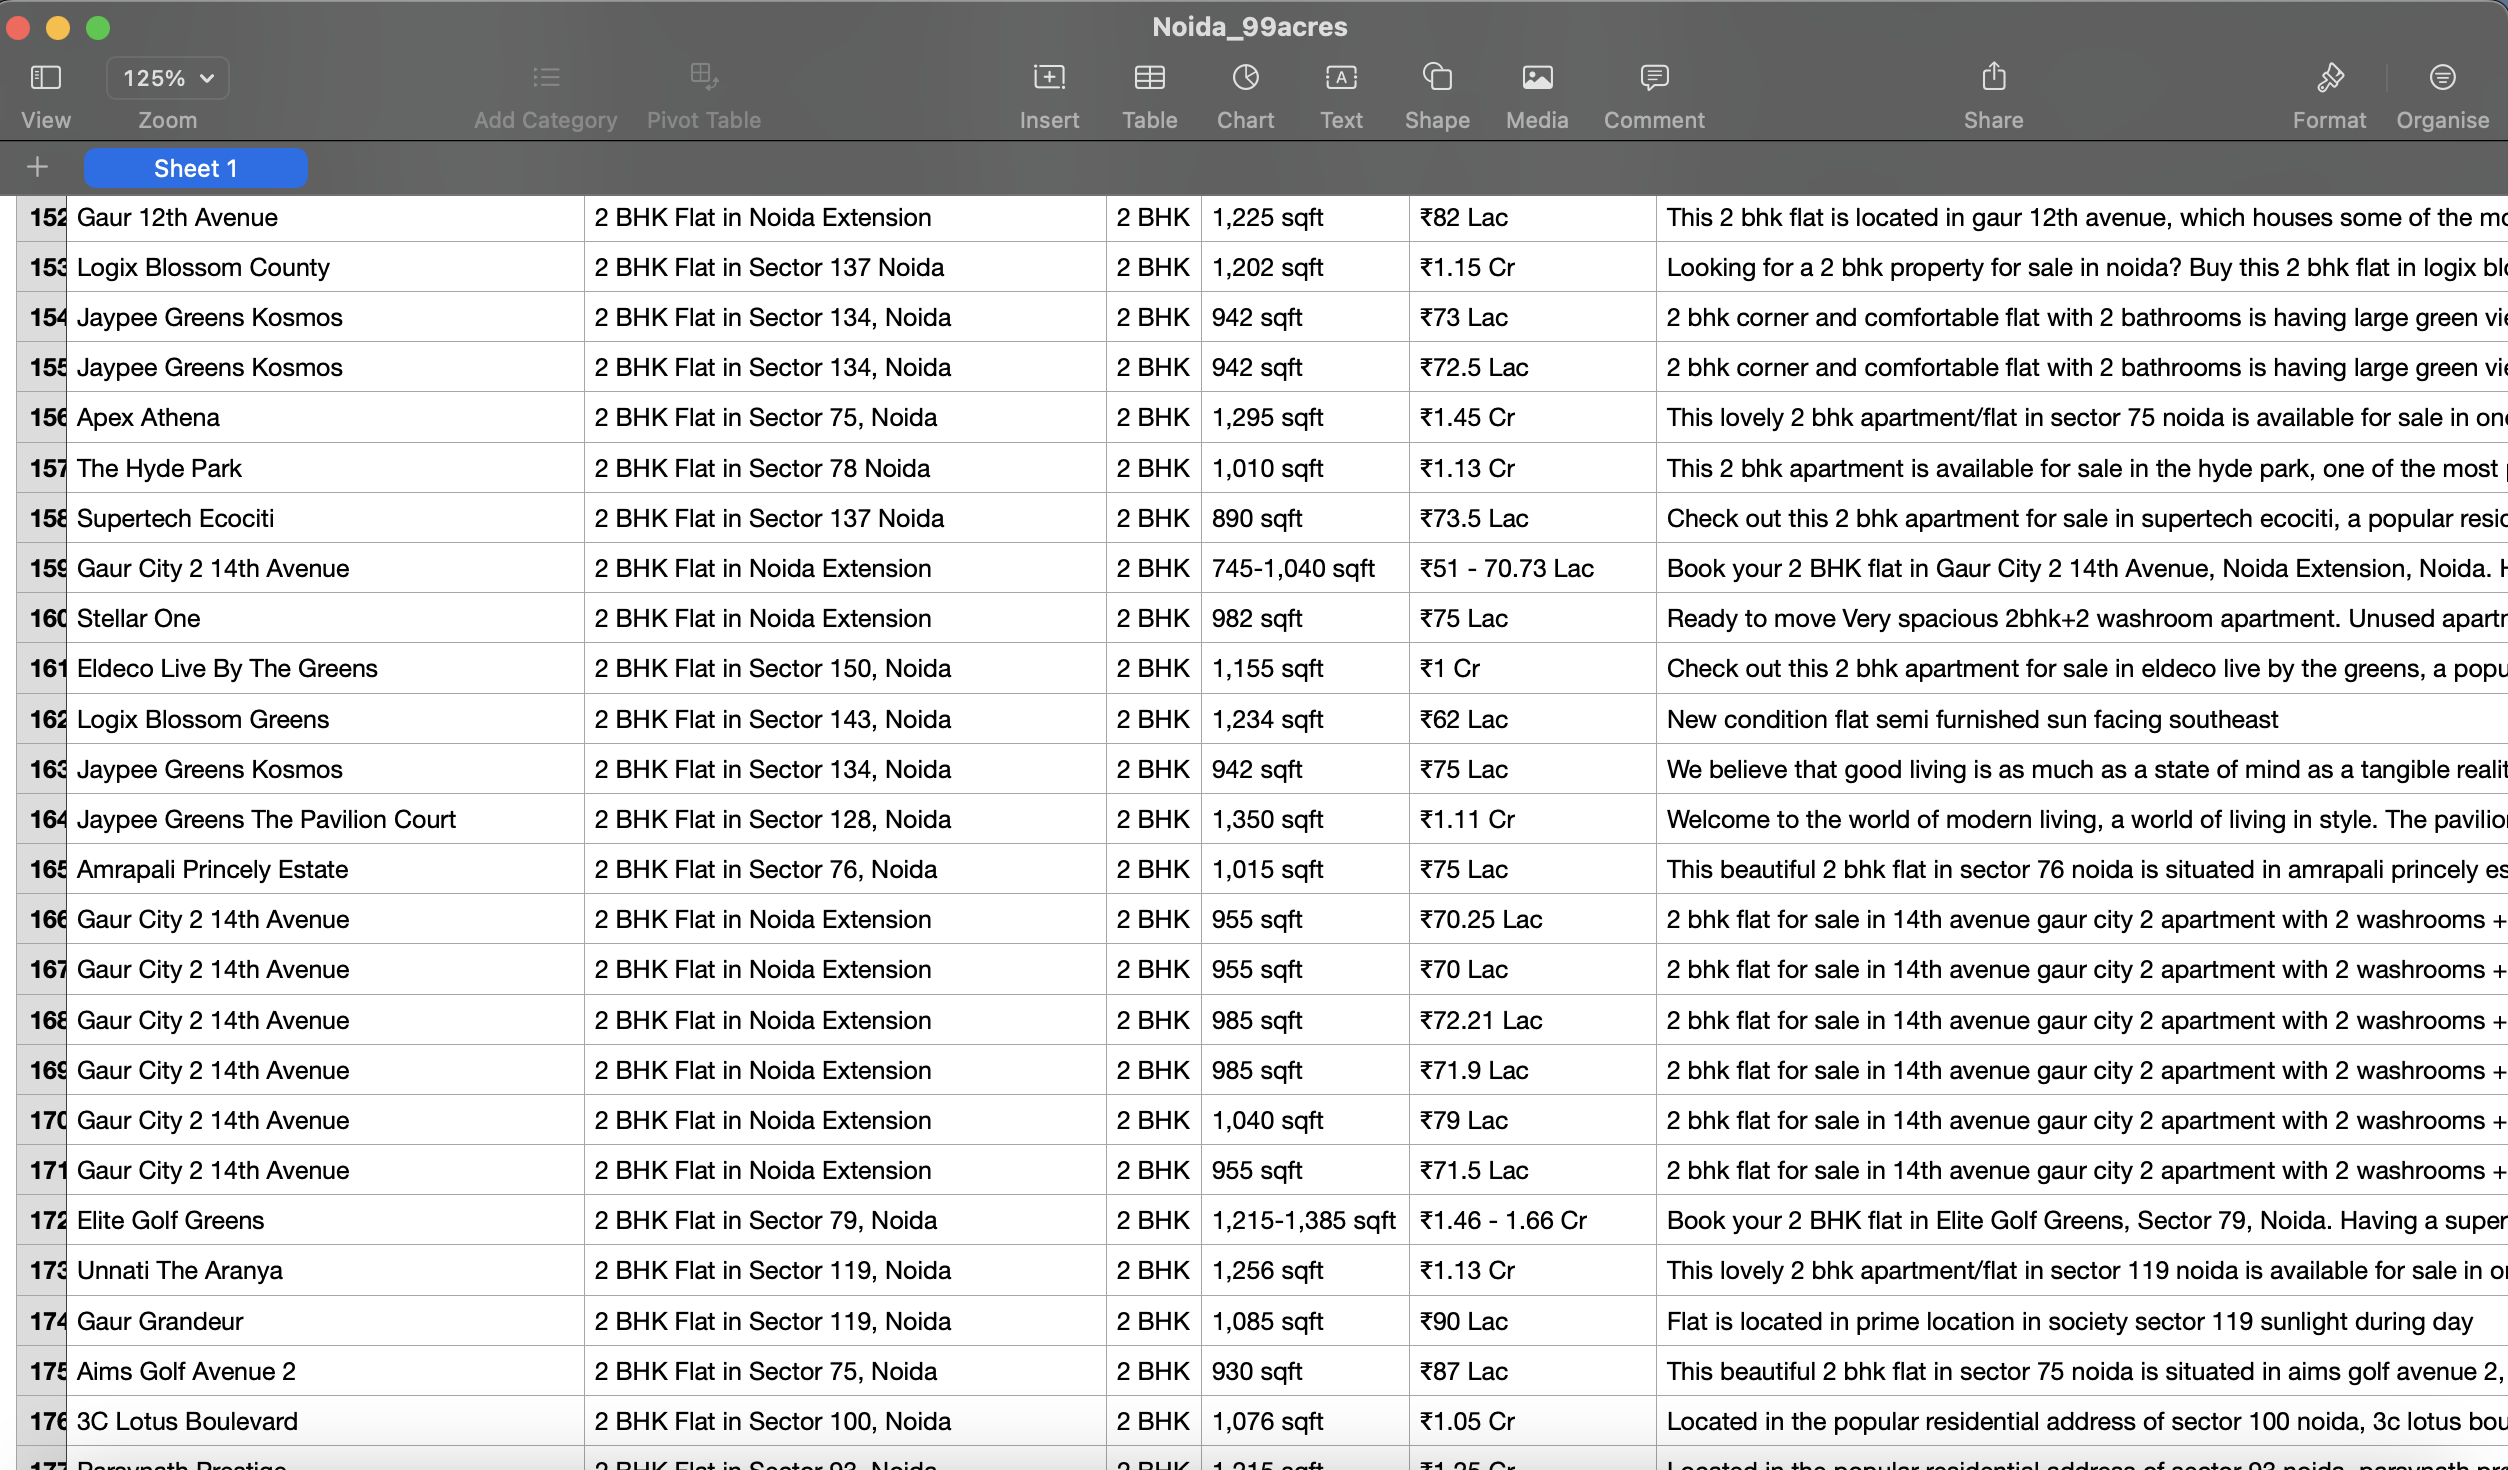 Noida_99acres
125%
View Zoom Add Category Pivot Table Insert Table Chart Text Shape Media Comment Share Format Organise
Sheet 1
152 Gaur 12th Avenue 2 BHK Flat in Noida Extension 2 BHK 1,225 sqft ₹82 Lac This 2 bhk flat is located in gaur 12th avenue, which houses some of the
153 Logix Blossom County 2 BHK Flat in Sector 137 Noida 2 BHK 1,202 sqft ₹1.15 Cr Looking for a 2 bhk property for sale in noida? Buy this 2 bhk flat in logix
154 Jaypee Greens Kosmos 2 BHK Flat in Sector 134, Noida 2 BHK 942 sqft ₹73 Lac 2 bhk corner and comfortable flat with 2 bathrooms is having large green
155 Jaypee Greens Kosmos 2 BHK Flat in Sector 134, Noida 2 BHK 942 sqft ₹72.5 Lac 2 bhk corner and comfortable flat with 2 bathrooms is having large green
156 Apex Athena 2 BHK Flat in Sector 75, Noida 2 BHK 1,295 sqft ₹1.45 Cr This lovely 2 bhk apartment/flat in sector 75 noida is available for sale in
157 The Hyde Park 2 BHK Flat in Sector 78 Noida 2 BHK 1,010 sqft ₹1.13 Cr This 2 bhk apartment is available for sale in the hyde park, one of the most
158 Supertech Ecociti 2 BHK Flat in Sector 137 Noida 2 BHK 890 sqft ₹73.5 Lac Check out this 2 bhk apartment for sale in supertech ecociti, a popular
159 Gaur City 2 14th Avenue 2 BHK Flat in Noida Extension 2 BHK 745-1,040 sqft ₹51 - 70.73 Lac Book your 2 BHK flat in Gaur City 2 14th Avenue, Noida Extension, Noida.
160 Stellar One 2 BHK Flat in Noida Extension 2 BHK 982 sqft ₹75 Lac Ready to move Very spacious 2bhk+2 washroom apartment. Unused
161 Eldeco Live By The Greens 2 BHK Flat in Sector 150, Noida 2 BHK 1,155 sqft ₹1 Cr Check out this 2 bhk apartment for sale in eldeco live by the greens, a
162 Logix Blossom Greens 2 BHK Flat in Sector 143, Noida 2 BHK 1,234 sqft ₹62 Lac New condition flat semi furnished sun facing southeast
163 Jaypee Greens Kosmos 2 BHK Flat in Sector 134, Noida 2 BHK 942 sqft ₹75 Lac We believe that good living is as much as a state of mind as a tangible
164 Jaypee Greens The Pavilion Court 2 BHK Flat in Sector 128, Noida 2 BHK 1,350 sqft ₹1.11 Cr Welcome to the world of modern living, a world of living in style. The
165 Amrapali Princely Estate 2 BHK Flat in Sector 76, Noida 2 BHK 1,015 sqft ₹75 Lac This beautiful 2 bhk flat in sector 76 noida is situated in amrapali princely
166 Gaur City 2 14th Avenue 2 BHK Flat in Noida Extension 2 BHK 955 sqft ₹70.25 Lac 2 bhk flat for sale in 14th avenue gaur city 2 apartment with 2 washrooms +
167 Gaur City 2 14th Avenue 2 BHK Flat in Noida Extension 2 BHK 955 sqft ₹70 Lac 2 bhk flat for sale in 14th avenue gaur city 2 apartment with 2 washrooms +
168 Gaur City 2 14th Avenue 2 BHK Flat in Noida Extension 2 BHK 985 sqft ₹72.21 Lac 2 bhk flat for sale in 14th avenue gaur city 2 apartment with 2 washrooms +
169 Gaur City 2 14th Avenue 2 BHK Flat in Noida Extension 2 BHK 985 sqft ₹71.9 Lac 2 bhk flat for sale in 14th avenue gaur city 2 apartment with 2 washrooms +
170 Gaur City 2 14th Avenue 2 BHK Flat in Noida Extension 2 BHK 1,040 sqft ₹79 Lac 2 bhk flat for sale in 14th avenue gaur city 2 apartment with 2 washrooms +
171 Gaur City 2 14th Avenue 2 BHK Flat in Noida Extension 2 BHK 955 sqft ₹71.5 Lac 2 bhk flat for sale in 14th avenue gaur city 2 apartment with 2 washrooms +
172 Elite Golf Greens 2 BHK Flat in Sector 79, Noida 2 BHK 1,215-1,385 sqft ₹1.46 - 1.66 Cr Book your 2 BHK flat in Elite Golf Greens, Sector 79, Noida. Having a super
173 Unnati The Aranya 2 BHK Flat in Sector 119, Noida 2 BHK 1,256 sqft ₹1.13 Cr This lovely 2 bhk apartment/flat in sector 119 noida is available for sale in
174 Gaur Grandeur 2 BHK Flat in Sector 119, Noida 2 BHK 1,085 sqft ₹90 Lac Flat is located in prime location in society sector 119 sunlight during day
175 Aims Golf Avenue 2 2 BHK Flat in Sector 75, Noida 2 BHK 930 sqft ₹87 Lac This beautiful 2 bhk flat in sector 75 noida is situated in aims golf avenue 2,
176 3C Lotus Boulevard 2 BHK Flat in Sector 100, Noida 2 BHK 1,076 sqft ₹1.05 Cr Located in the popular residential address of sector 100 noida, 3c lotus